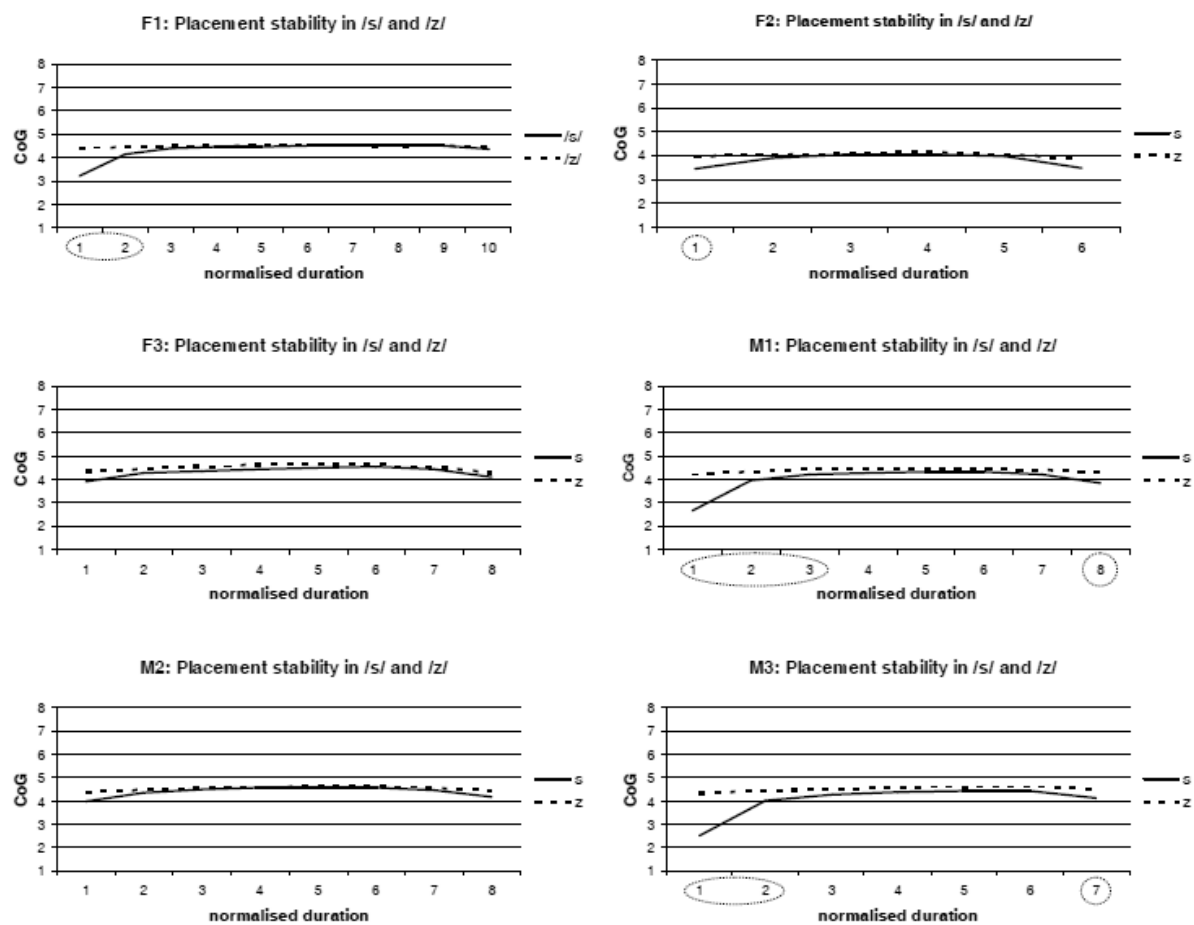 F1: Placement stability in /s/ and /z/
8
7
6
5
4
3
2
1
CoG
/s/
/z/
1 2 3 4 5 6 7 8 9 10
normalised duration
F2: Placement stability in /s/ and /z/
8
7
6
5
4
3
2
1
CoG
s
z
1 2 3 4 5 6
normalised duration
F3: Placement stability in /s/ and /z/
8
7
6
5
4
3
2
1
CoG
s
z
1 2 3 4 5 6 7 8
normalised duration
M1: Placement stability in /s/ and /z/
8
7
6
5
4
3
2
1
CoG
s
z
1 2 3 4 5 6 7 8
normalised duration
M2: Placement stability in /s/ and /z/
8
7
6
5
4
3
2
1
CoG
s
z
1 2 3 4 5 6 7 8
normalised duration
M3: Placement stability in /s/ and /z/
8
7
6
5
4
3
2
1
CoG
s
z
1 2 3 4 5 6 7
normalised duration